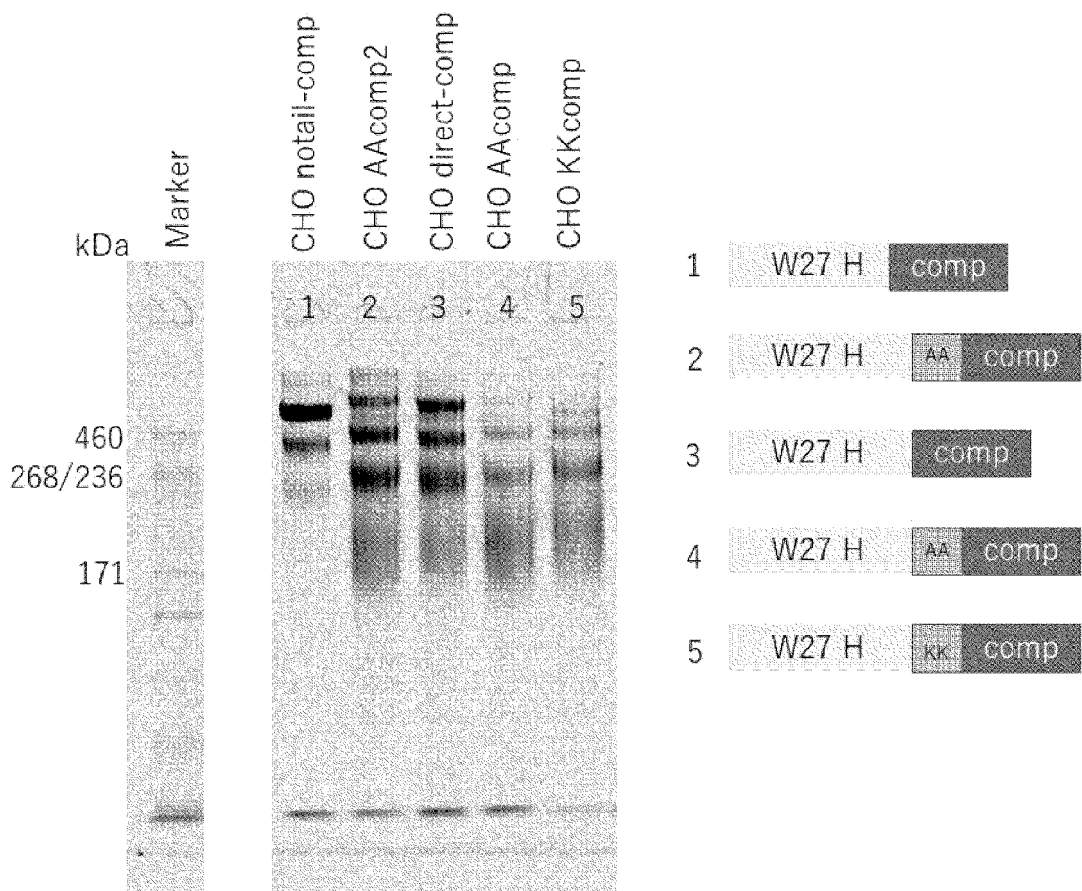 kDa
Marker
CHO notail-comp
CHO AAcomp2
CHO direct-comp
CHO AAcomp
CHO KKcomp
1 2 3 4 5
460
268/236
171
1 W27 H comp
2 W27 H AA comp
3 W27 H comp
4 W27 H AA comp
5 W27 H KK comp